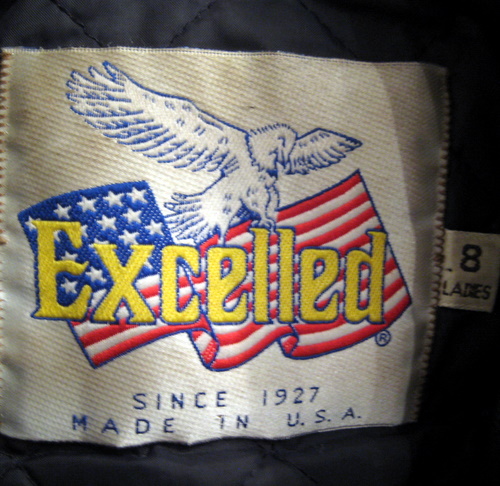 Excelled
®
SINCE 1927
MADE IN U.S.A.
8
LADIES